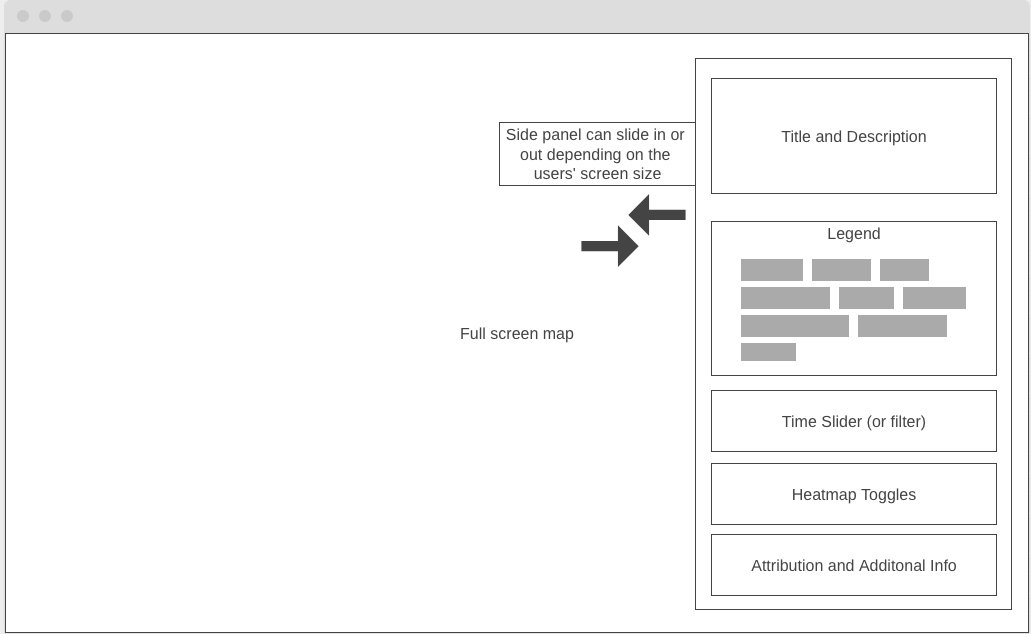 Side panel can slide in or
out depending on the
users' screen size
Full screen map
Title and Description
Legend
Time Slider (or filter)
Heatmap Toggles
Attribution and Additonal Info